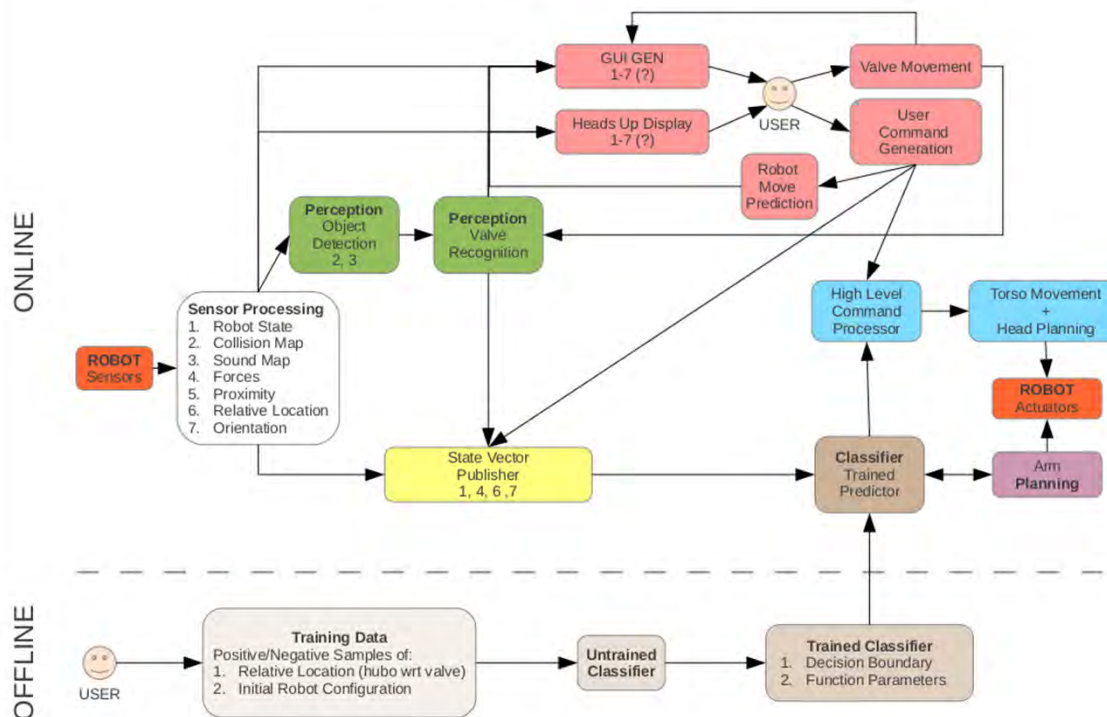 ONLINE
GUI GEN
1-7 (?)
Valve Movement
USER
Heads Up Display
1-7 (?)
User
Command
Generation
Robot
Move
Prediction
Perception
Object
Detection
2, 3
Perception
Valve
Recognition
Sensor Processing
1. Robot State
2. Collision Map
3. Sound Map
4. Forces
5. Proximity
6. Relative Location
7. Orientation
ROBOT
Sensors
High Level
Command
Processor
Torso Movement
+
Head Planning
ROBOT
Actuators
State Vector
Publisher
1, 4, 6 ,7
Classifier
Trained
Predictor
Arm
Planning
OFFLINE
USER
Training Data
Positive/Negative Samples of:
1. Relative Location (hubo wrt valve)
2. Initial Robot Configuration
Untrained
Classifier
Trained Classifier
1. Decision Boundary
2. Function Parameters